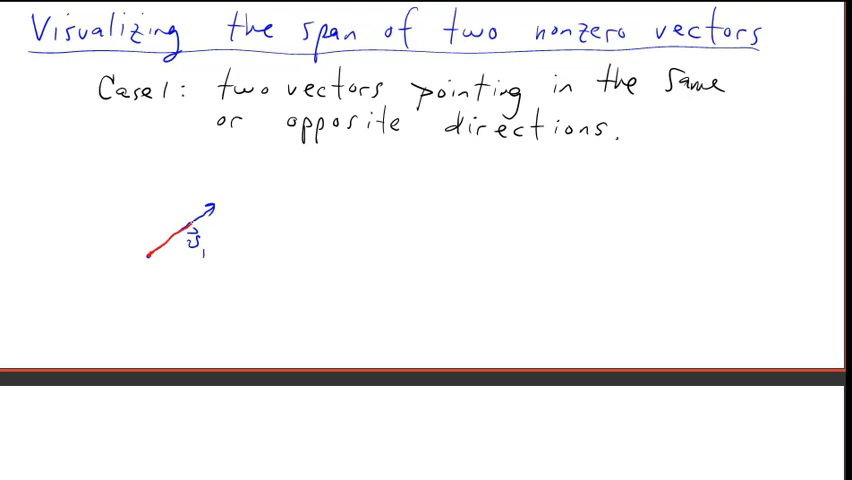 Visualizing the span of two nonzero vectors
Case 1: two vectors pointing in the same
or opposite directions.
v⃗₁